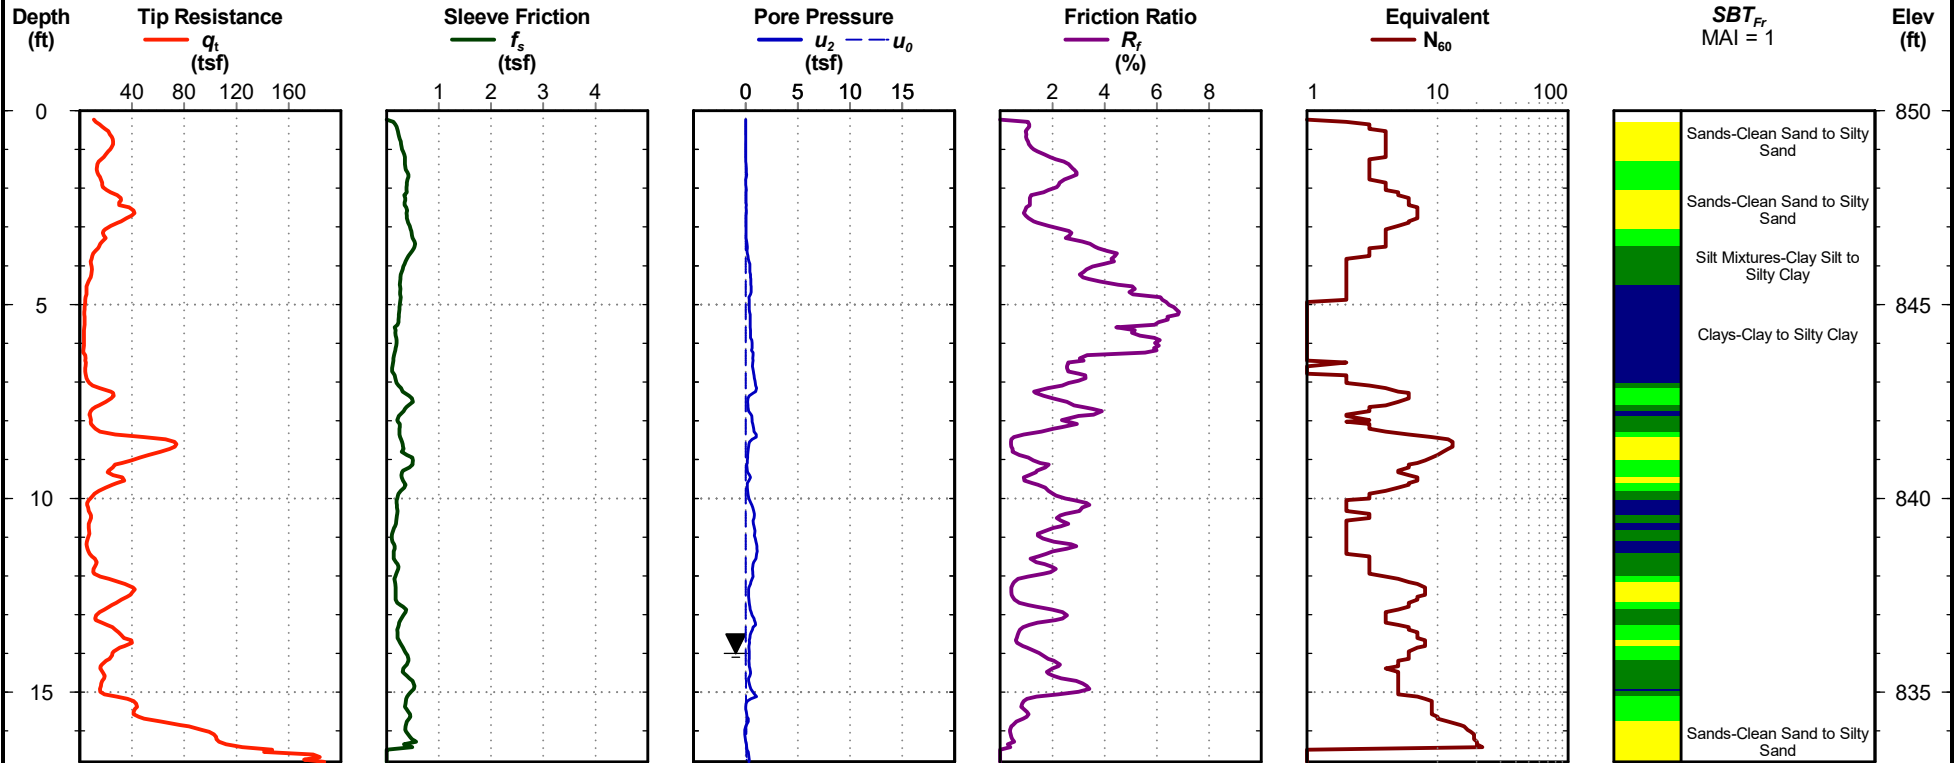 Depth
(ft)
Tip Resistance
qt
(tsf)
Sleeve Friction
fs
(tsf)
Pore Pressure
u2 u0
(tsf)
Friction Ratio
Rf
(%)
Equivalent
N60
SBTFr
MAI = 1
Elev
(ft)
40 80 120 160
1 2 3 4
0 5 10 15
2 4 6 8
1 10 100
0
5
10
15
Sands-Clean Sand to Silty
Sand
Sands-Clean Sand to Silty
Sand
Silt Mixtures-Clay Silt to
Silty Clay
Clays-Clay to Silty Clay
Sands-Clean Sand to Silty
Sand
850
845
840
835